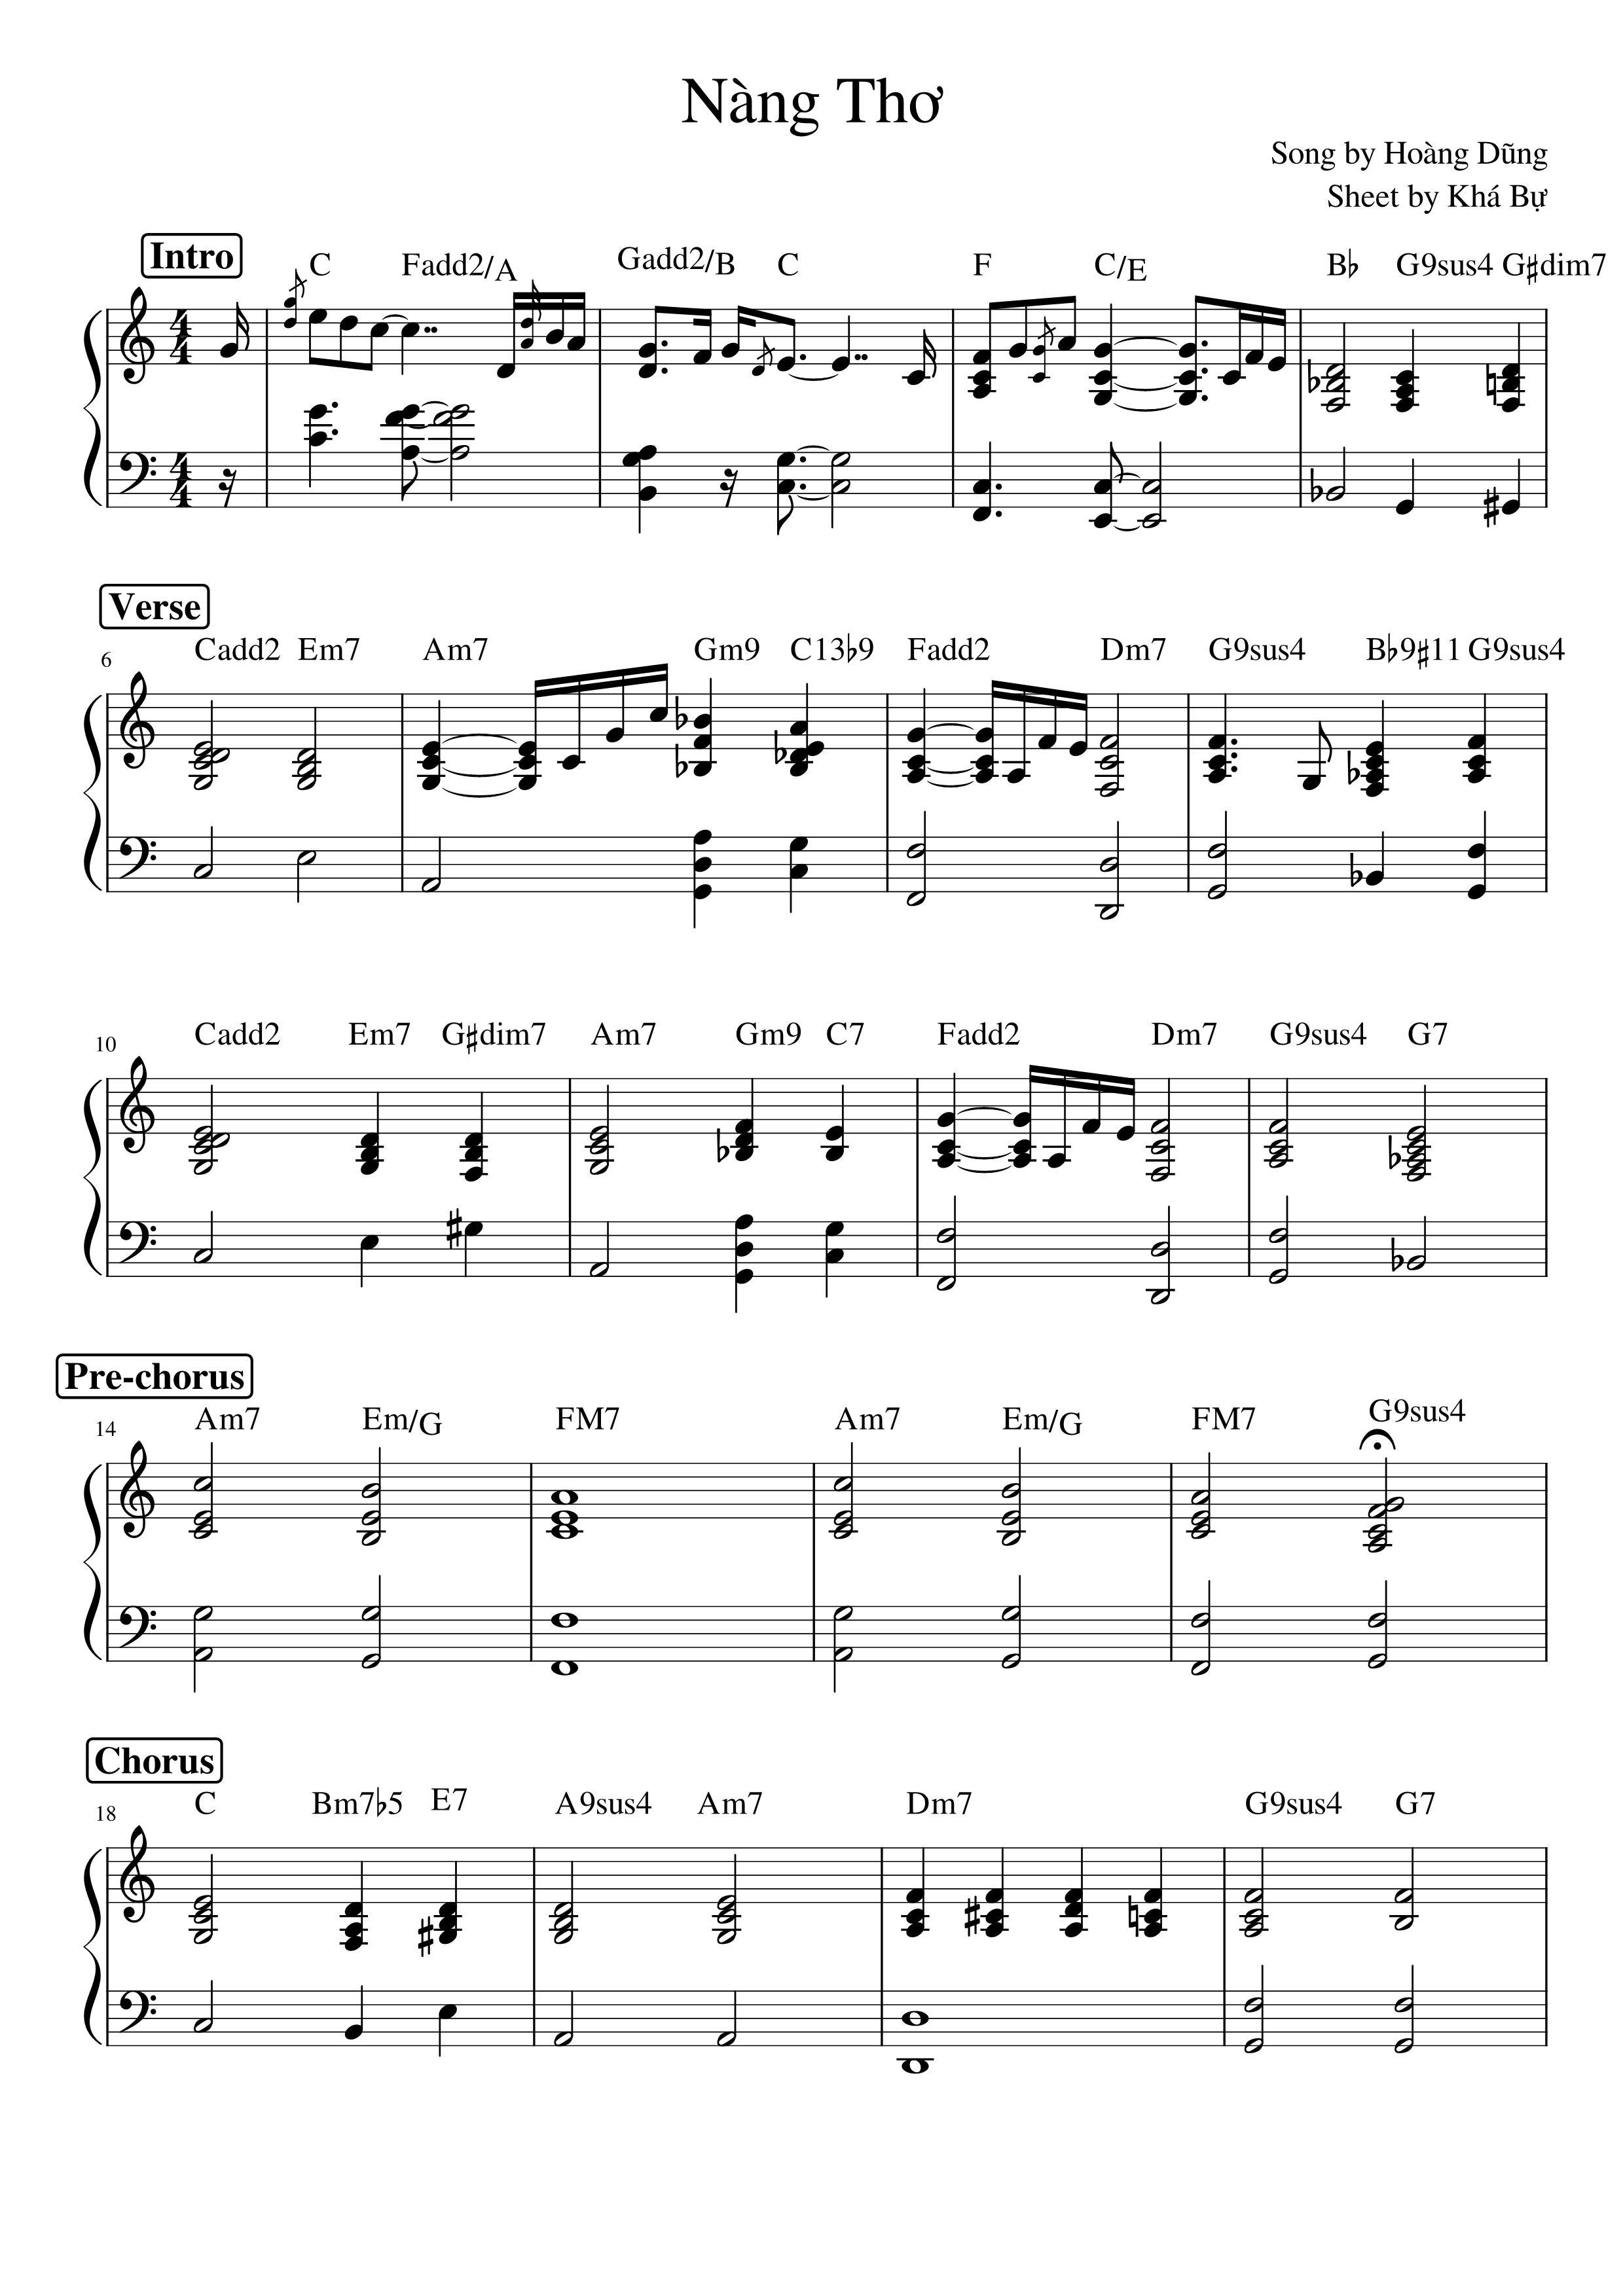 Nàng Thơ
Song by Hoàng Dũng
Sheet by Khá Bự
Intro
C Fadd2/A Gadd2/B C F C/E B♭ G9sus4 G♯dim7
4 4
4 4
Verse
6 Cadd2 Em7 Am7 Gm9 C13♭9 Fadd2 Dm7 G9sus4 B♭9♯11 G9sus4
10 Cadd2 Em7 G♯dim7 Am7 Gm9 C7 Fadd2 Dm7 G9sus4 G7
Pre-chorus
14 Am7 Em/G FM7 Am7 Em/G FM7 G9sus4
Chorus
18 C Bm7♭5 E7 A9sus4 Am7 Dm7 G9sus4 G7